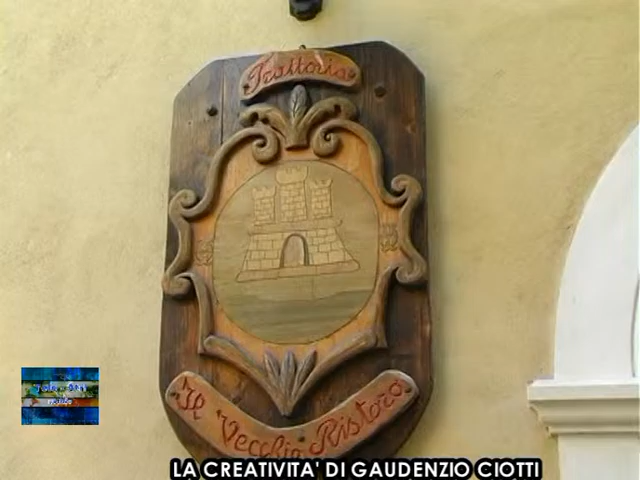 Trattoria
Il Vecchio Ristoro
LA CREATIVITA' DI GAUDENZIO CIOTTI